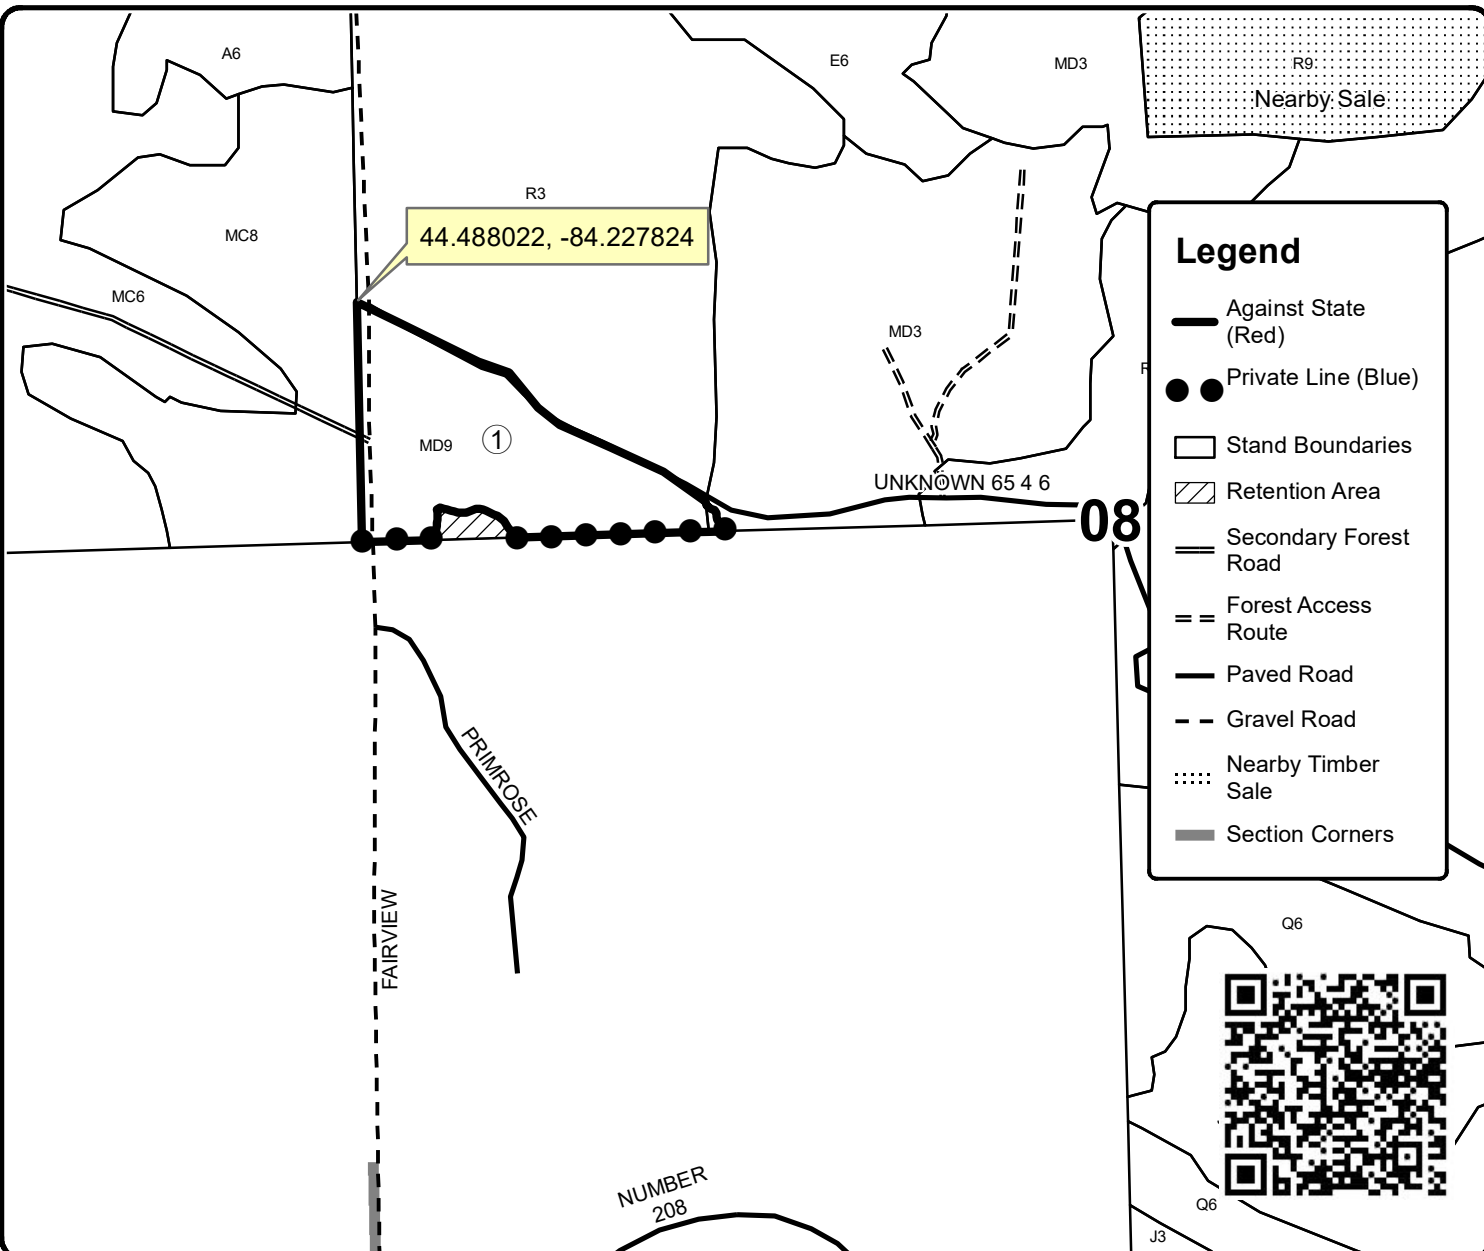 A6
E6
MD3
R9
Nearby Sale
R3
44.488022, -84.227824
MC8
MC6
MD3
MD9
1
UNKNOWN 65 4 6
08
R
Legend
Against State
(Red)
Private Line (Blue)
Stand Boundaries
Retention Area
Secondary Forest
Road
Forest Access
Route
Paved Road
Gravel Road
Nearby Timber
Sale
Section Corners
PRIMROSE
FAIRVIEW
Q6
NUMBER
208
Q6
J3